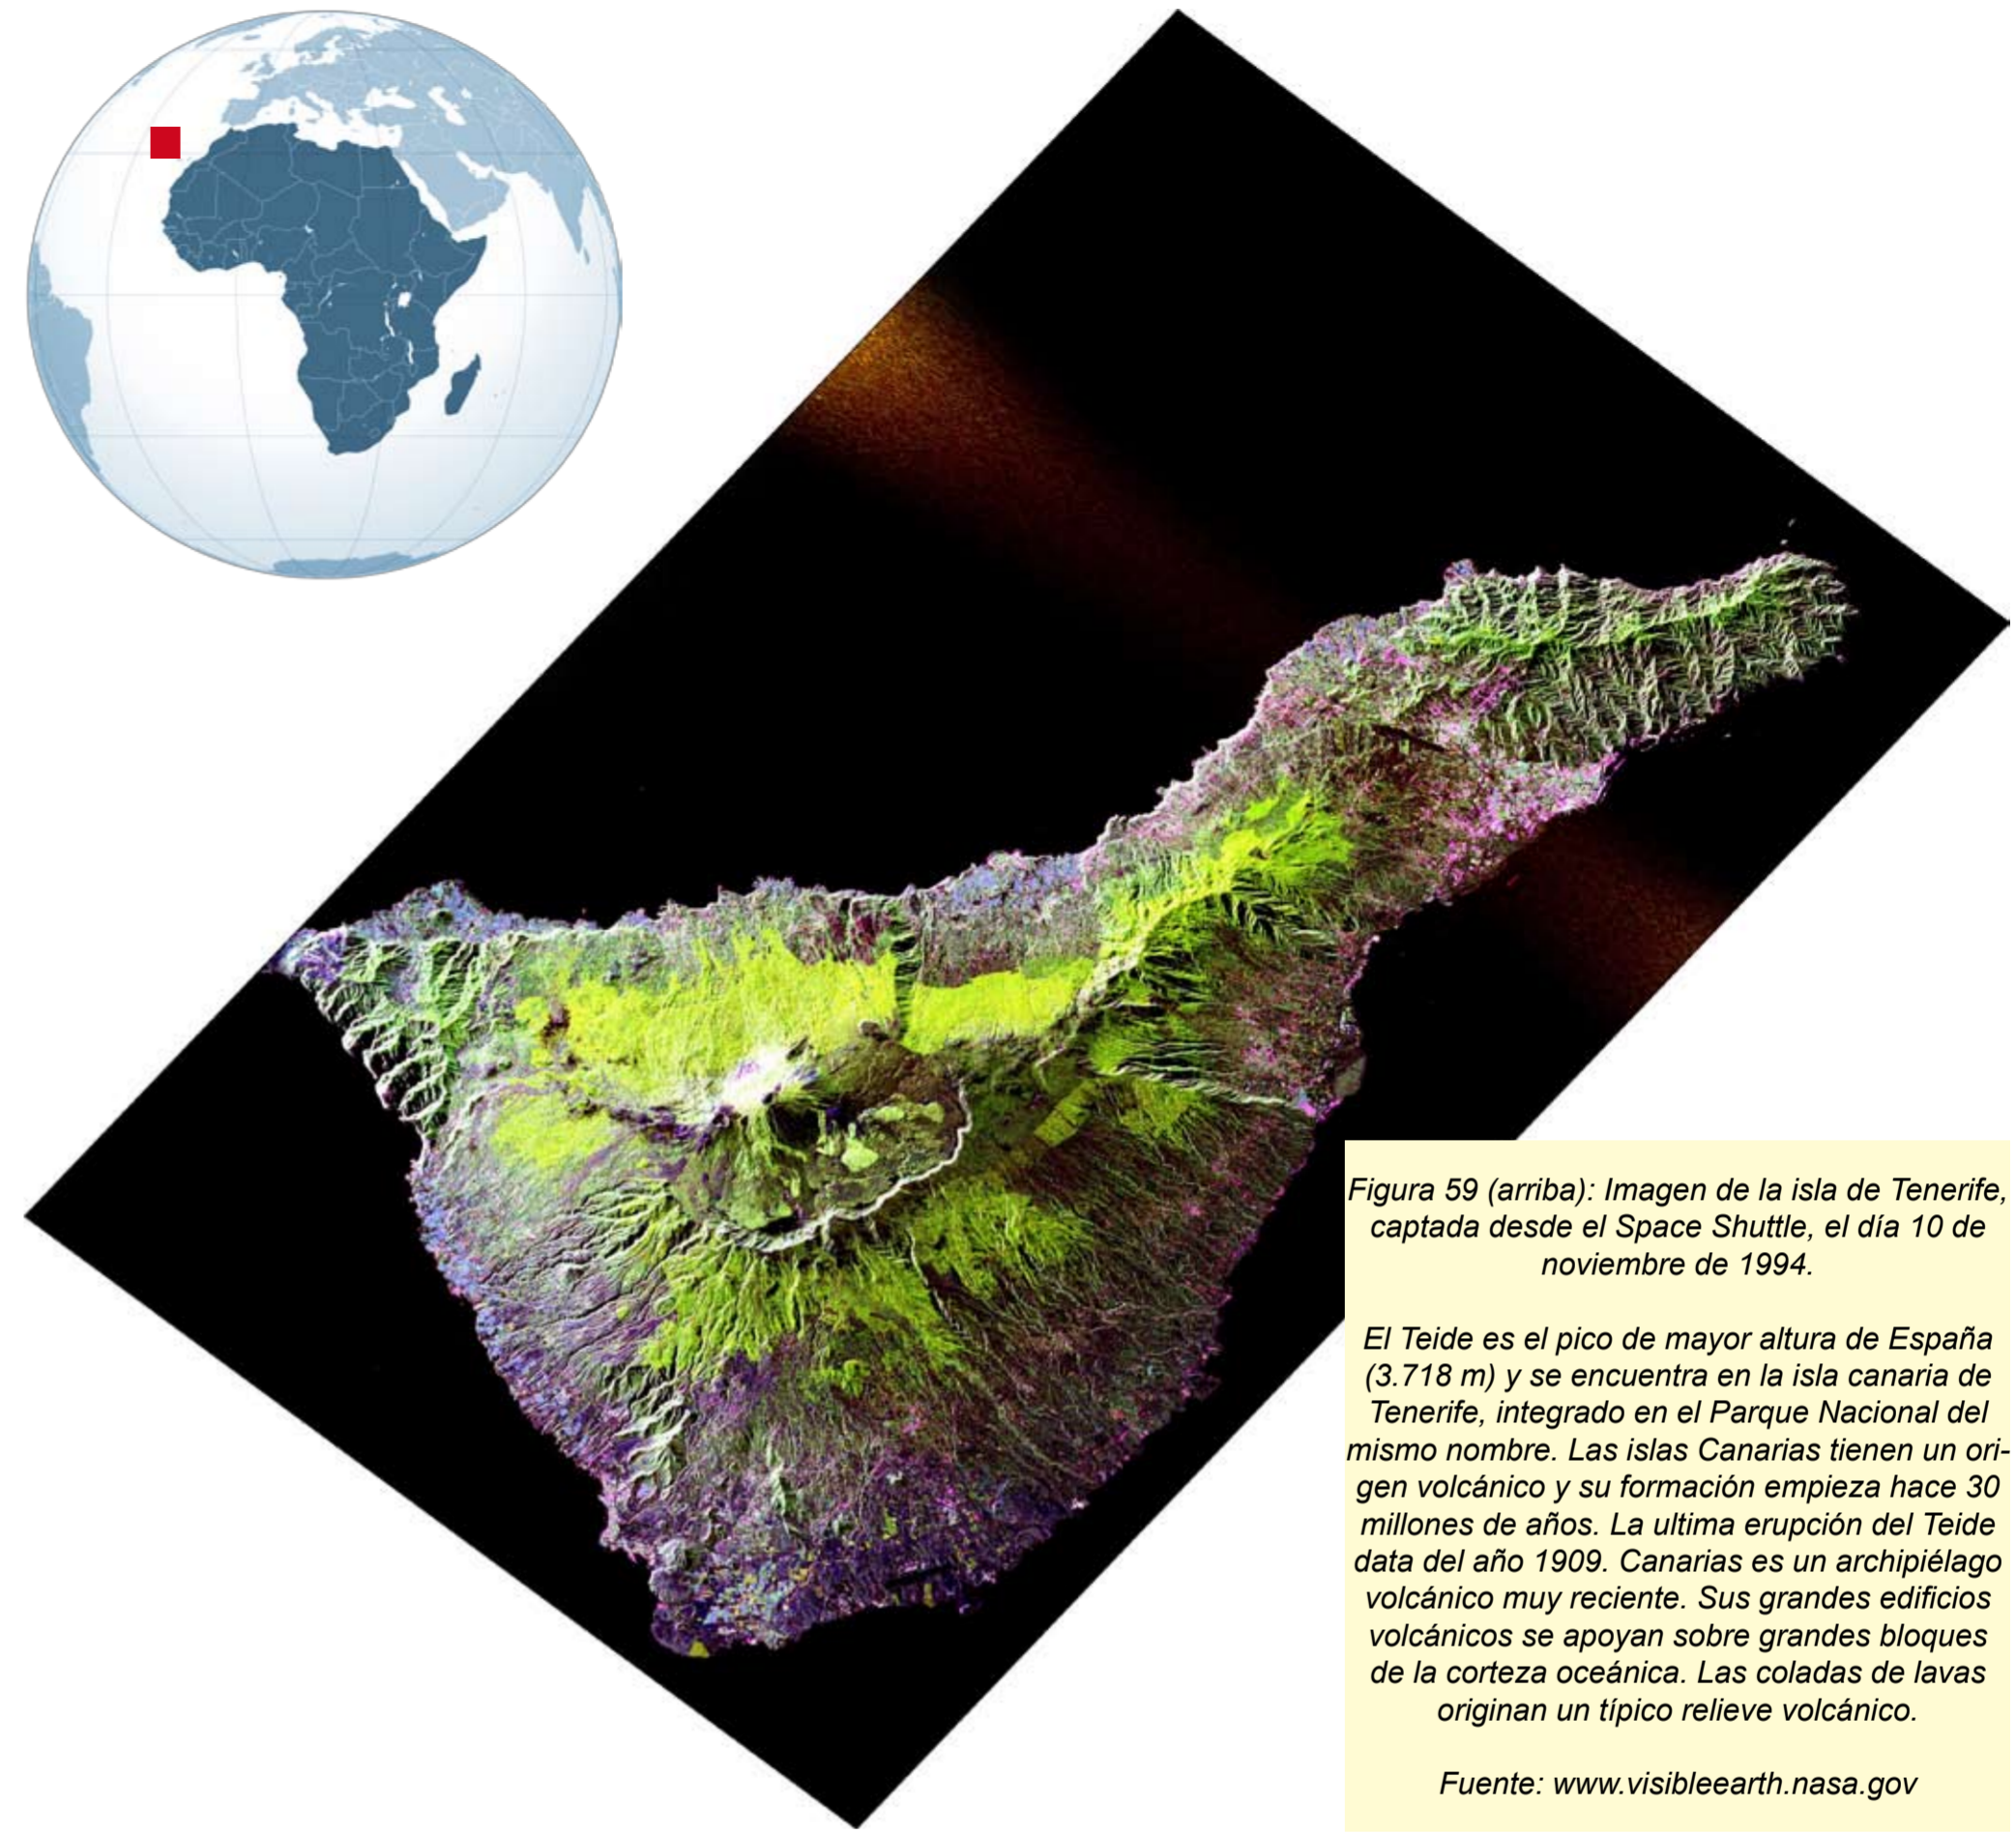 Figura 59 (arriba): Imagen de la isla de Tenerife,
captada desde el Space Shuttle, el día 10 de
noviembre de 1994.
El Teide es el pico de mayor altura de España
(3.718 m) y se encuentra en la isla canaria de
Tenerife, integrado en el Parque Nacional del
mismo nombre. Las islas Canarias tienen un ori-
gen volcánico y su formación empieza hace 30
millones de años. La ultima erupción del Teide
data del año 1909. Canarias es un archipiélago
volcánico muy reciente. Sus grandes edificios
volcánicos se apoyan sobre grandes bloques
de la corteza oceánica. Las coladas de lavas
originan un típico relieve volcánico.
Fuente: www.visibleearth.nasa.gov